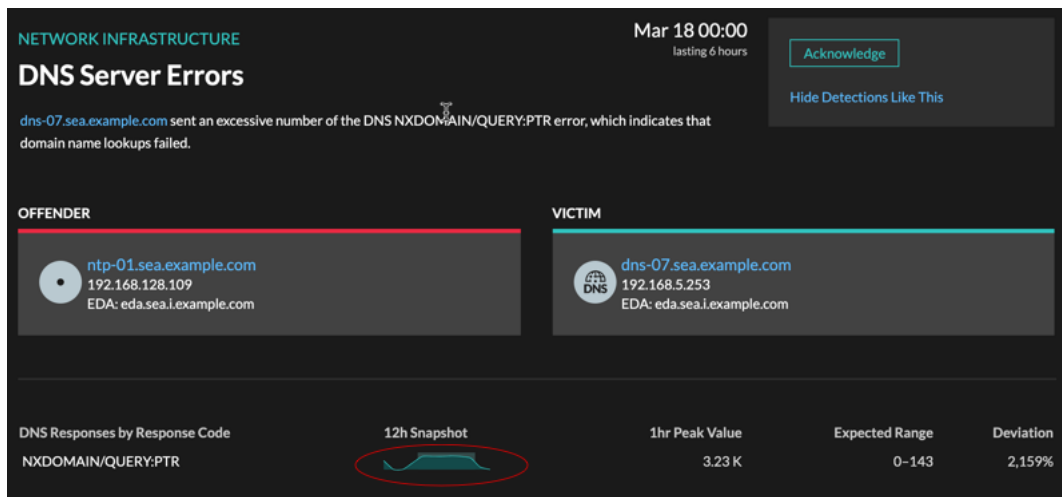 NETWORK INFRASTRUCTURE
DNS Server Errors
Mar 18 00:00
lasting 6 hours
Acknowledge
Hide Detections Like This
dns-07.sea.example.com sent an excessive number of the DNS NXDOMAIN/QUERY:PTR error, which indicates that
domain name lookups failed.
OFFENDER
ntp-01.sea.example.com
192.168.128.109
EDA: eda.sea.i.example.com
VICTIM
DNS
dns-07.sea.example.com
192.168.5.253
EDA: eda.sea.i.example.com
DNS Responses by Response Code 12h Snapshot 1hr Peak Value Expected Range Deviation
NXDOMAIN/QUERY:PTR 3.23 K 0–143 2,159%